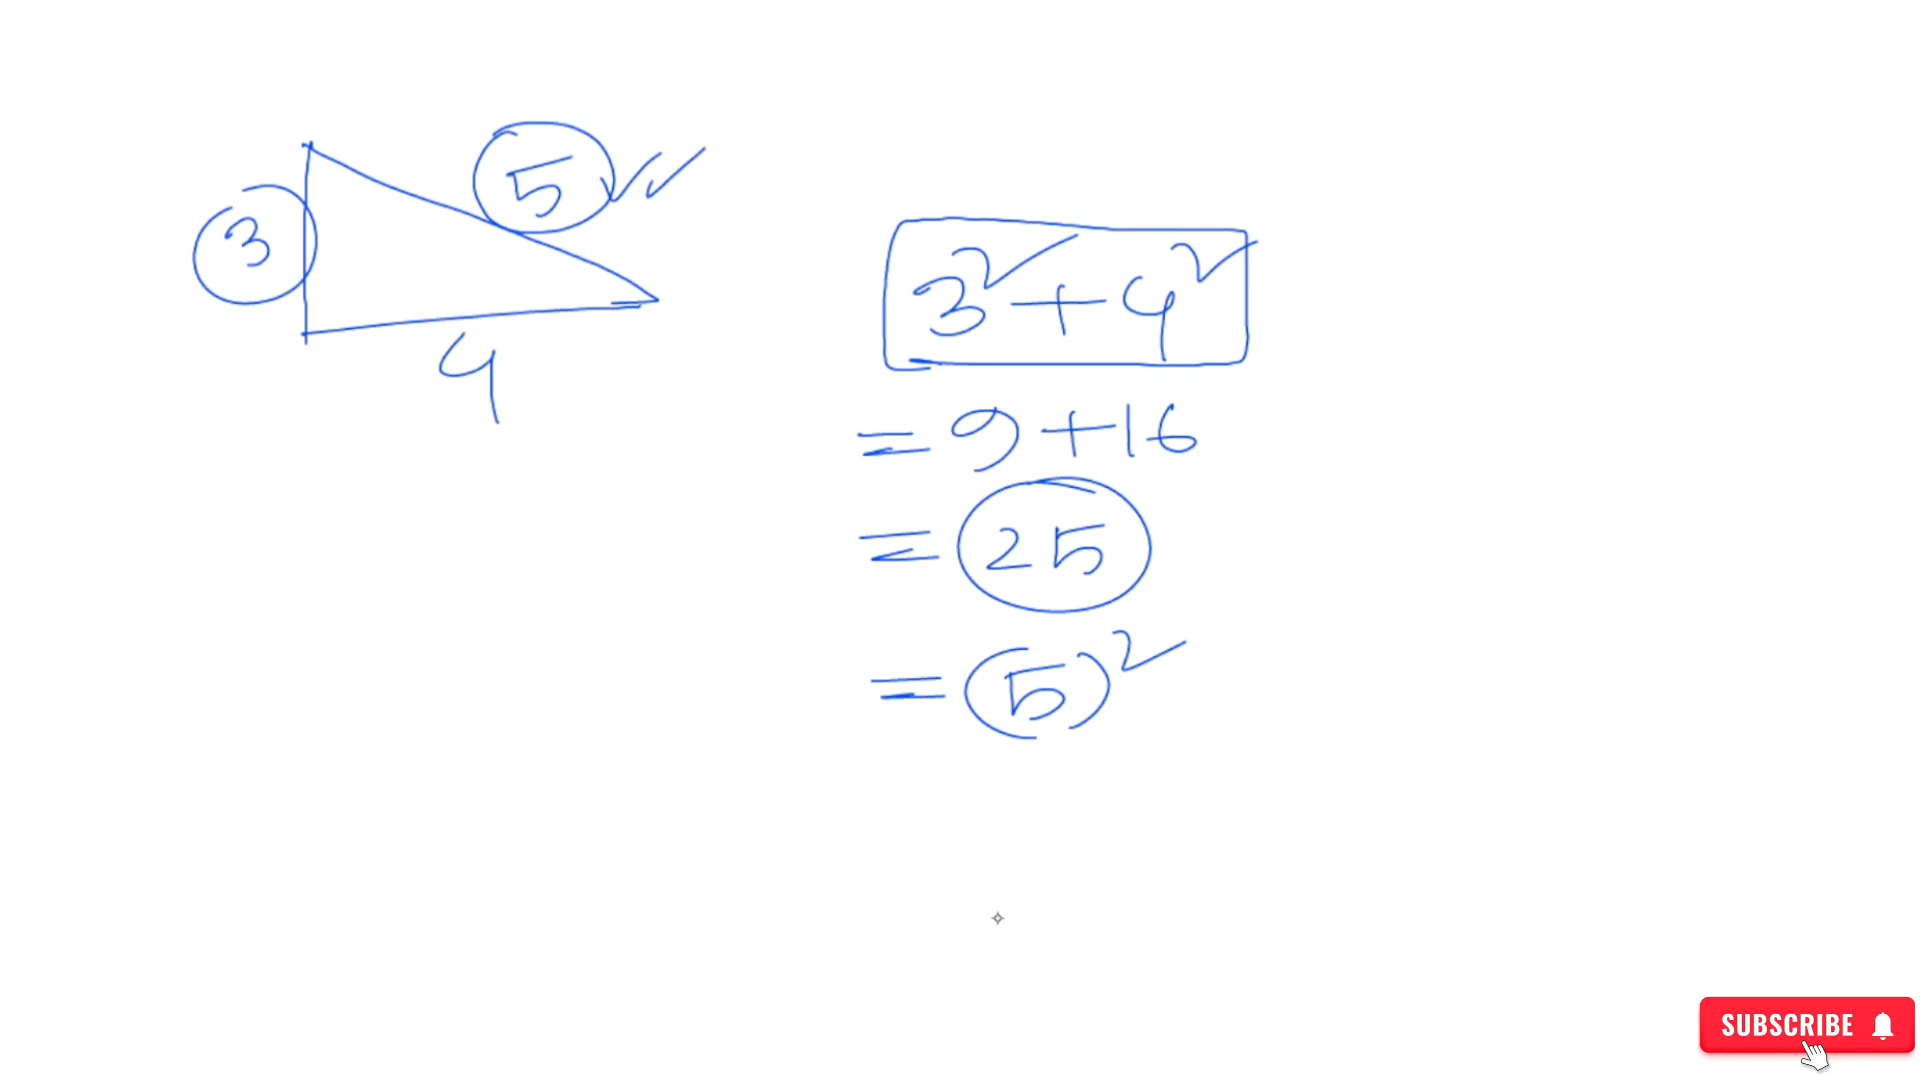 5
3
4
3² + 4²
= 9 + 16
= 25
= (5)²
SUBSCRIBE